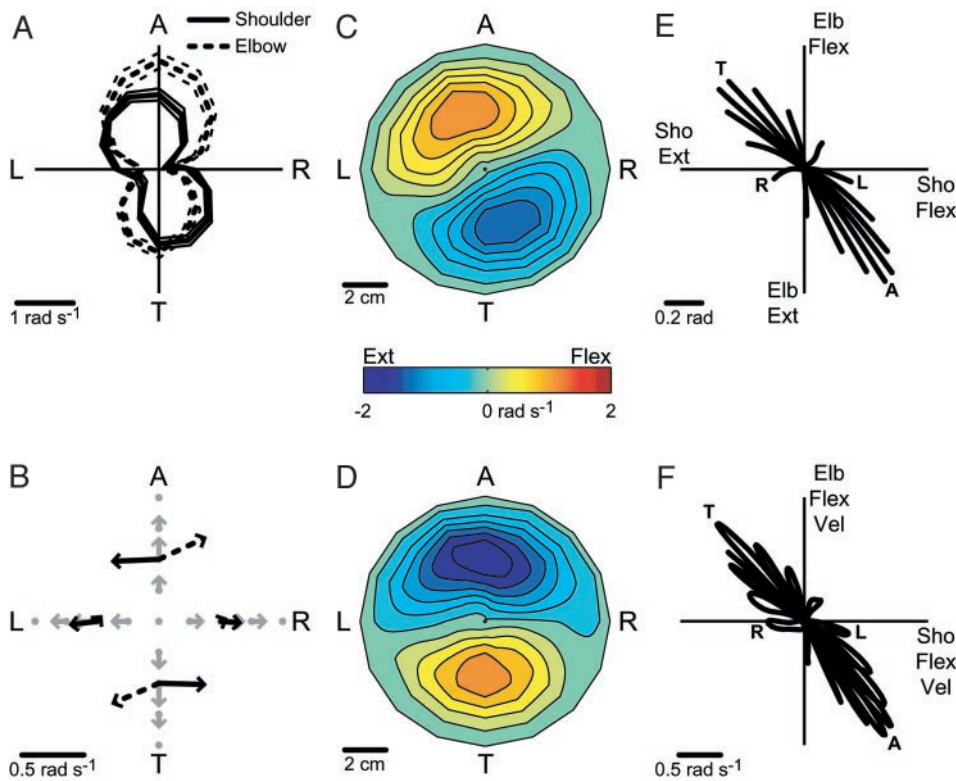 A
A
Shoulder
Elbow
L
R
T
1 rad s-1
C
A
L
R
T
2 cm
E
Elb
Flex
T
Sho
Ext
R
L
Sho
Flex
A
Elb
Ext
0.2 rad
Ext
Flex
-2
0 rad s-1
2
B
A
L
R
T
0.5 rad s-1
D
A
L
R
T
2 cm
F
Elb
Flex
Vel
T
R
L
Sho
Flex
Vel
A
0.5 rad s-1